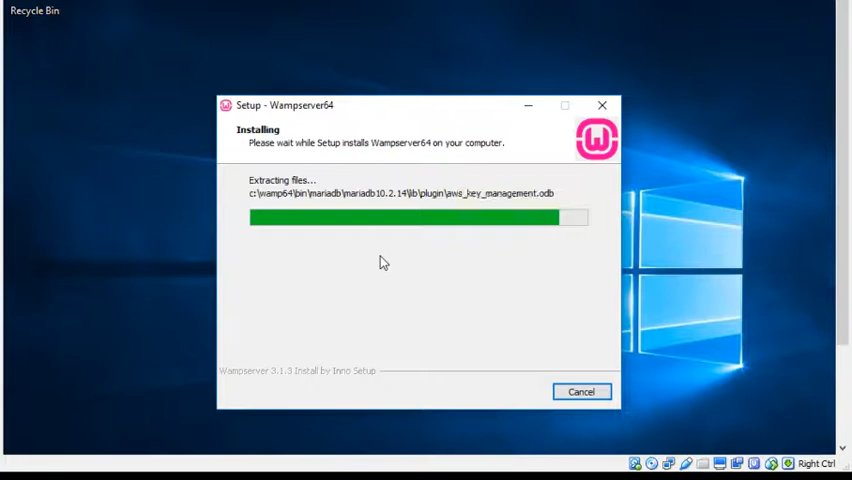 Recycle Bin
Setup - Wampserver64
Installing
Please wait while Setup installs Wampserver64 on your computer.
Extracting files...
c:\wamp64\bin\mariadb\mariadb10.2.14\lib\plugin\aws_key_management.odb
Wampserver 3.1.3 Install by Inno Setup
Cancel
Right Ctrl